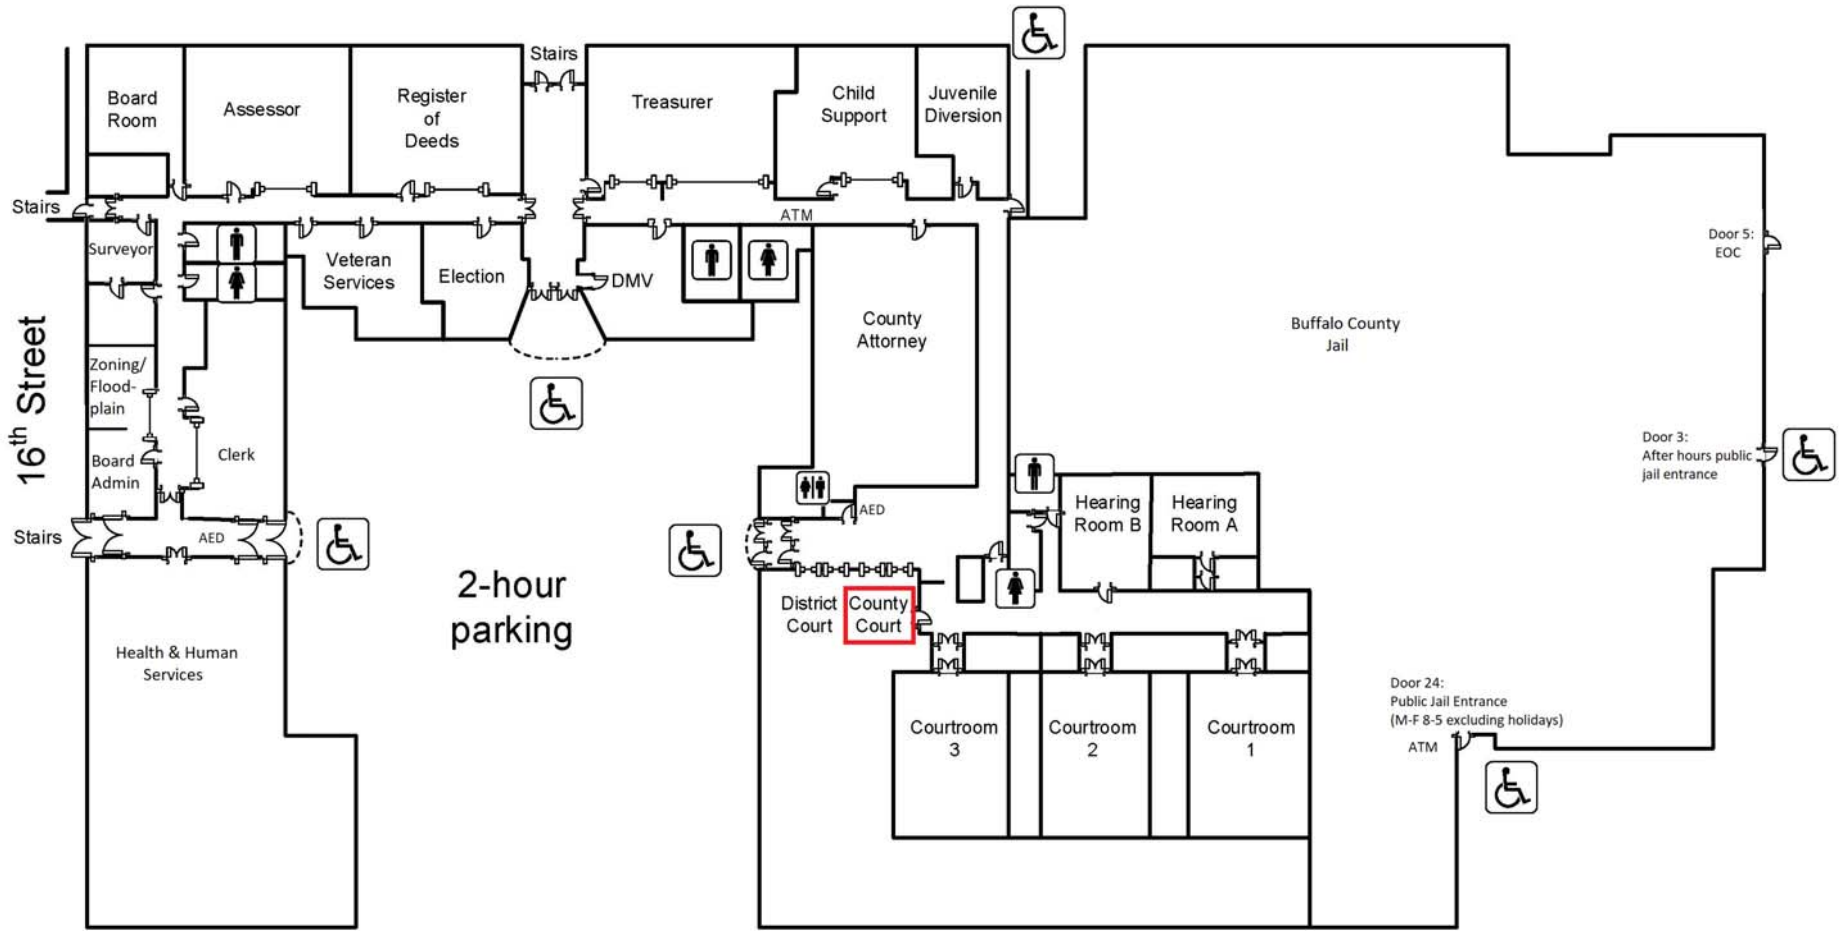 Stairs
Board
Room
Assessor
Register
of
Deeds
Treasurer
Child
Support
Juvenile
Diversion
Stairs
ATM
Surveyor
Veteran
Services
Election
DMV
Door 5:
EOC
County
Attorney
Buffalo County
Jail
16th Street
Zoning/
Flood-
plain
Board
Admin
Clerk
Door 3:
After hours public
jail entrance
Hearing
Room B
Hearing
Room A
AED
Stairs
AED
2-hour
parking
District
Court
County
Court
Health & Human
Services
Door 24:
Public Jail Entrance
(M-F 8-5 excluding holidays)
ATM
Courtroom
3
Courtroom
2
Courtroom
1